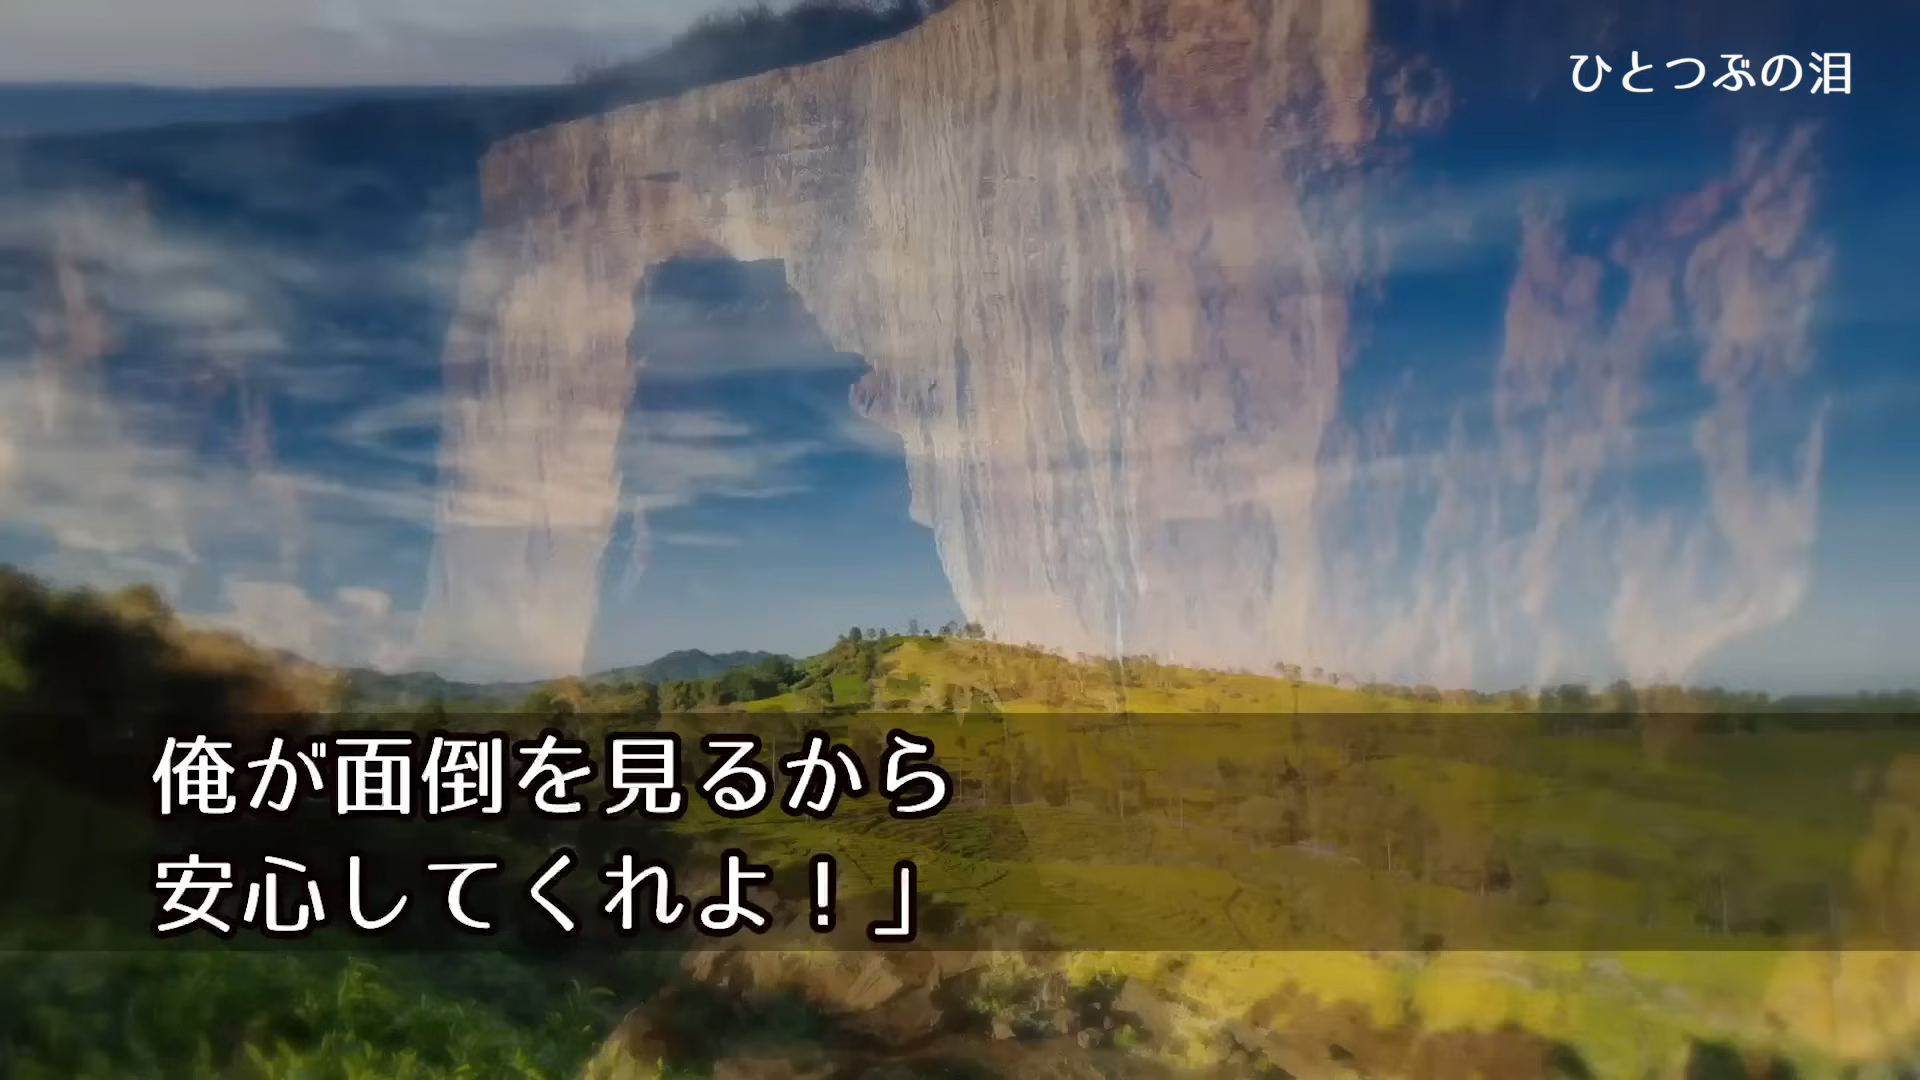 ひとつぶの泪
俺が面倒を見るから
安心してくれよ！」